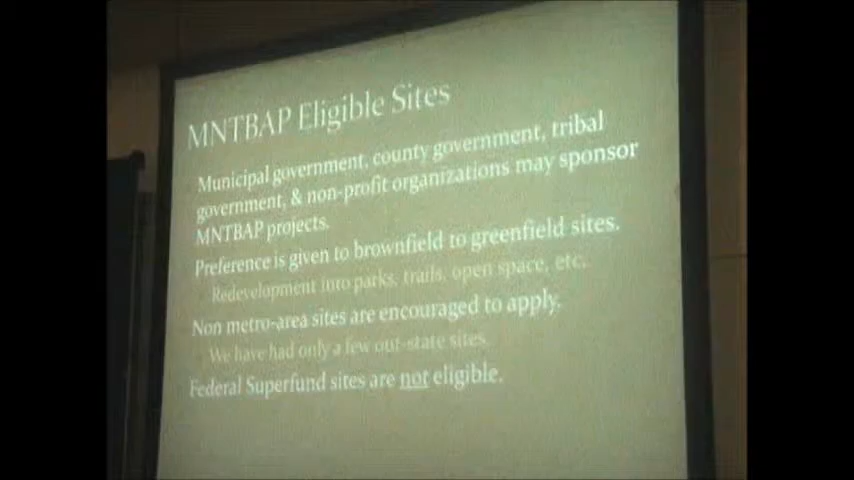 MNTBAP Eligible Sites
Municipal government, county government, tribal
government, & non-profit organizations may sponsor
MNTBAP projects.
Preference is given to brownfield to greenfield sites.
Redevelopment into parks, trails, open space, etc.
Non metro-area sites are encouraged to apply.
We have had only a few out-state sites.
Federal Superfund sites are not eligible.